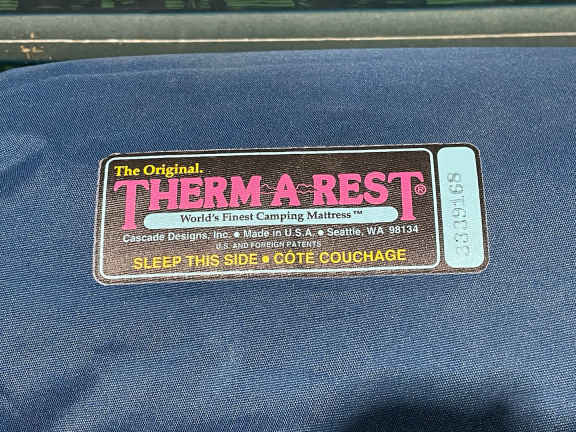 The Original.
THERM A REST®
World's Finest Camping Mattress™
Cascade Designs, Inc. • Made in U.S.A. • Seattle, WA 98134
U.S. AND FOREIGN PATENTS
SLEEP THIS SIDE • CÔTÉ COUCHAGE
3339168